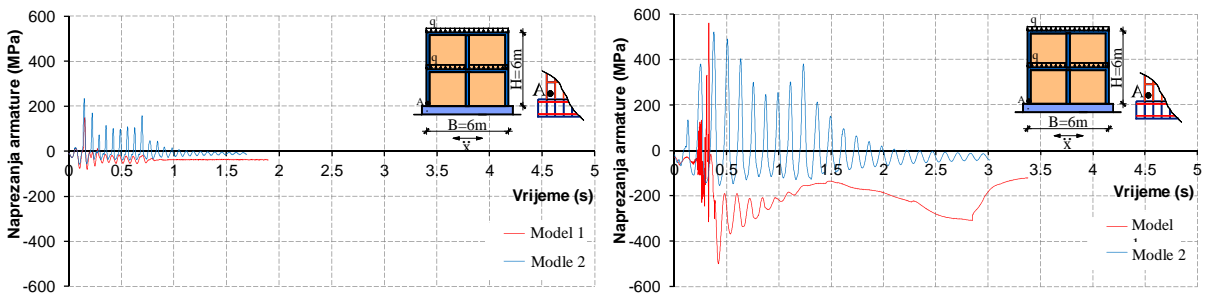 Naprezanja armature (MPa)
600
400
200
0
-200
-400
-600
0
0.5
1
1.5
2
2.5
3
3.5
4
4.5
5
Vrijeme (s)
q
q
A
H=6m
B=6m
ẍ
A
Model 1
Modle 2
Naprezanja armature (MPa)
600
400
200
0
-200
-400
-600
0
0.5
1
1.5
2
2.5
3
3.5
4
4.5
5
Vrijeme (s)
q
q
A
H=6m
B=6m
ẍ
A
Model
Modle 2